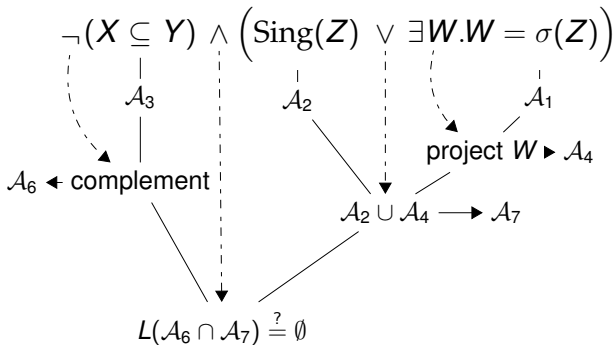 ¬(X ⊆ Y) ∧ (Sing(Z) ∨ ∃W.W = σ(Z))
𝒜₃ 𝒜₂ 𝒜₁
project W 𝒜₄
𝒜₆ complement
𝒜₂ ∪ 𝒜₄ 𝒜₇
L(𝒜₆ ∩ 𝒜₇) ≟ ∅